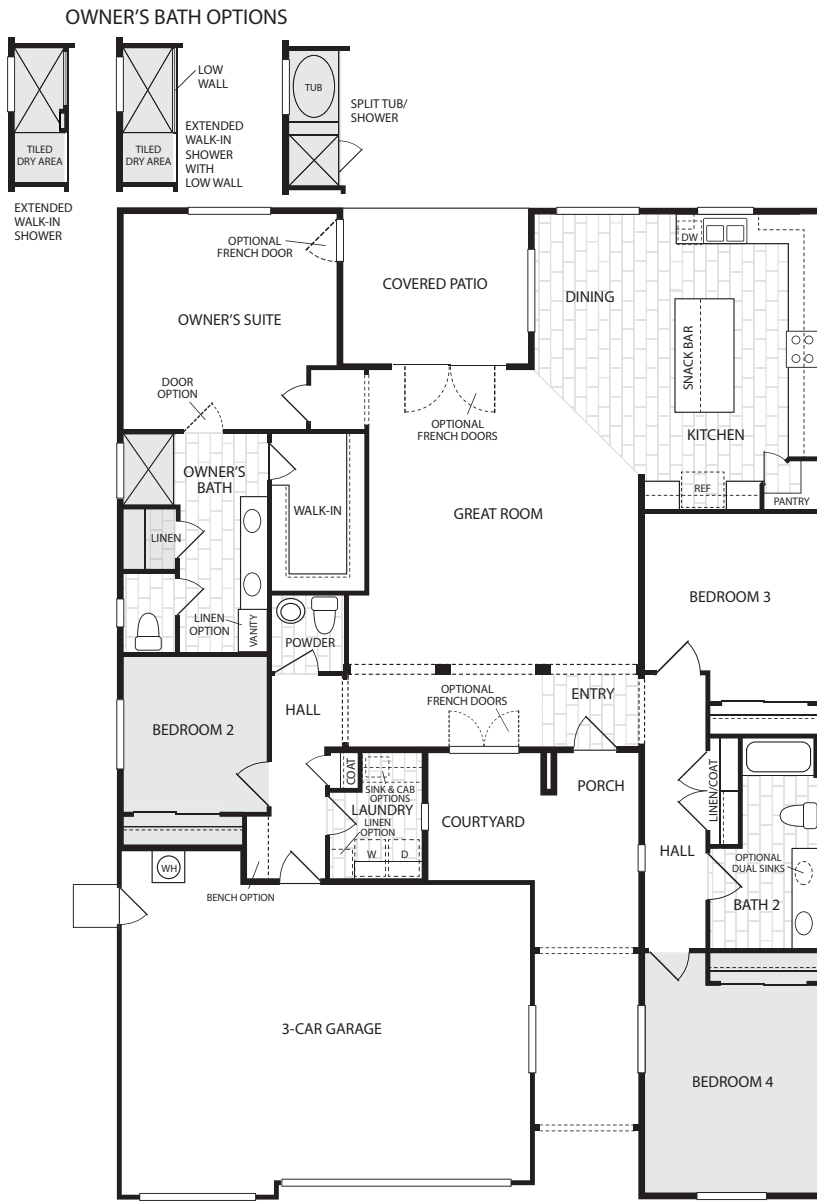 OWNER'S BATH OPTIONS
TILED
DRY AREA
EXTENDED
WALK-IN
SHOWER
LOW
WALL
TILED
DRY AREA
EXTENDED
WALK-IN
SHOWER
WITH
LOW WALL
TUB
SPLIT TUB/
SHOWER
OPTIONAL
FRENCH DOOR
COVERED PATIO
DINING
DW
OWNER'S SUITE
SNACK BAR
DOOR
OPTION
OPTIONAL
FRENCH DOORS
KITCHEN
OWNER'S
BATH
REF
PANTRY
WALK-IN
GREAT ROOM
LINEN
BEDROOM 3
LINEN
OPTION
VANITY
POWDER
OPTIONAL
FRENCH DOORS
ENTRY
HALL
BEDROOM 2
COAT
SINK & CAB
OPTIONS
LAUNDRY
LINEN
OPTION
W
D
PORCH
COURTYARD
LINEN/COAT
HALL
OPTIONAL
DUAL SINKS
BATH 2
WH
BENCH OPTION
3-CAR GARAGE
BEDROOM 4